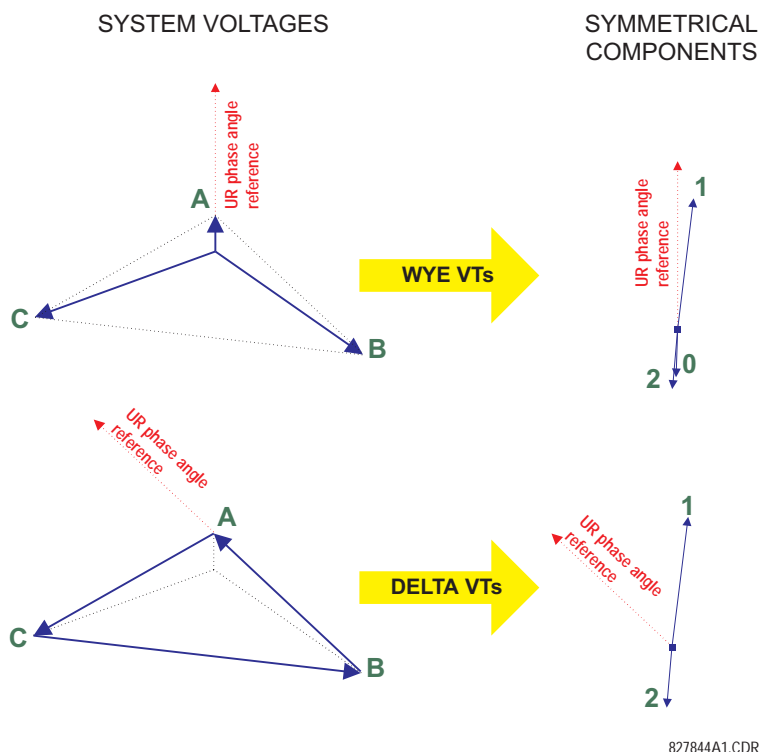 SYSTEM VOLTAGES
SYMMETRICAL
COMPONENTS
UR phase angle
reference
A
C
B
WYE VTs
UR phase angle
reference
1
2
0
UR phase angle
reference
A
C
B
DELTA VTs
UR phase angle
reference
1
2
827844A1.CDR